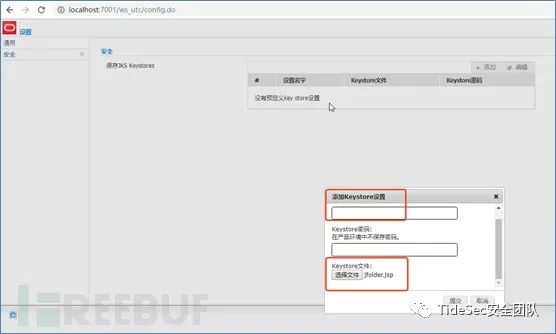 localhost:7001/ws_utc/config.do
设置
通用
安全
安全
保存JKS Keystores
添加 编辑
# 设置名字 Keystore文件 Keystore密码
没有预定义key store设置
添加Keystore设置
Keystore密码:
在产品环境中不保存密码。
Keystore文件:
选择文件 jfolder.jsp
提交 取消
REEBUF
TideSec安全团队